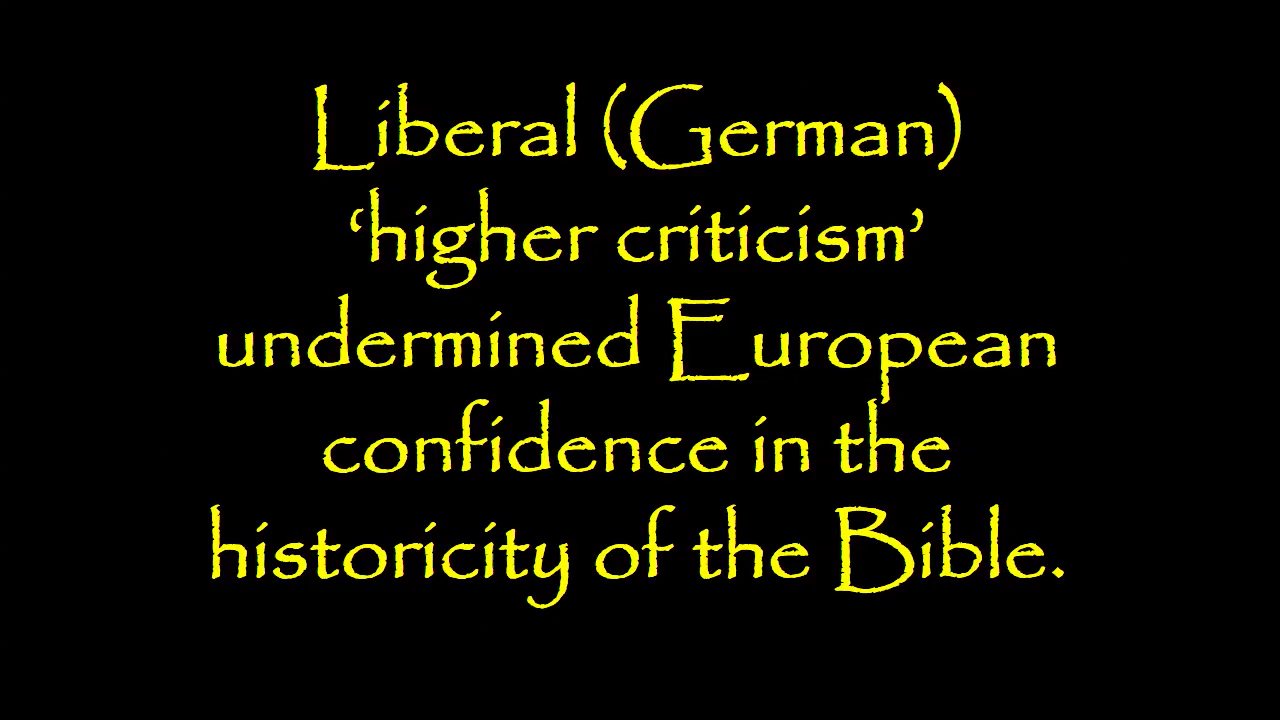 Liberal (German)
‘higher criticism’
undermined European
confidence in the
historicity of the Bible.